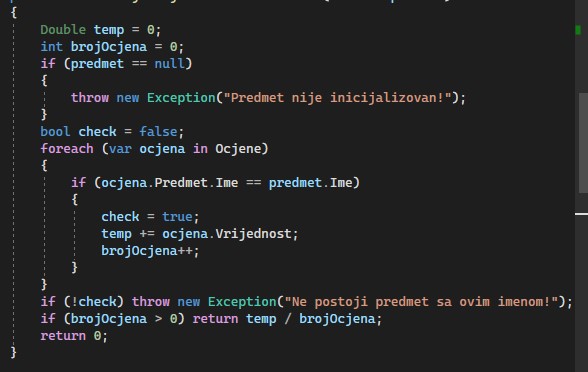 {
Double temp = 0;
int brojOcjena = 0;
if (predmet == null)
{
throw new Exception("Predmet nije inicijalizovan!");
}
bool check = false;
foreach (var ocjena in Ocjene)
{
if (ocjena.Predmet.Ime == predmet.Ime)
{
check = true;
temp += ocjena.Vrijednost;
brojOcjena++;
}
}
if (!check) throw new Exception("Ne postoji predmet sa ovim imenom!");
if (brojOcjena > 0) return temp / brojOcjena;
return 0;
}